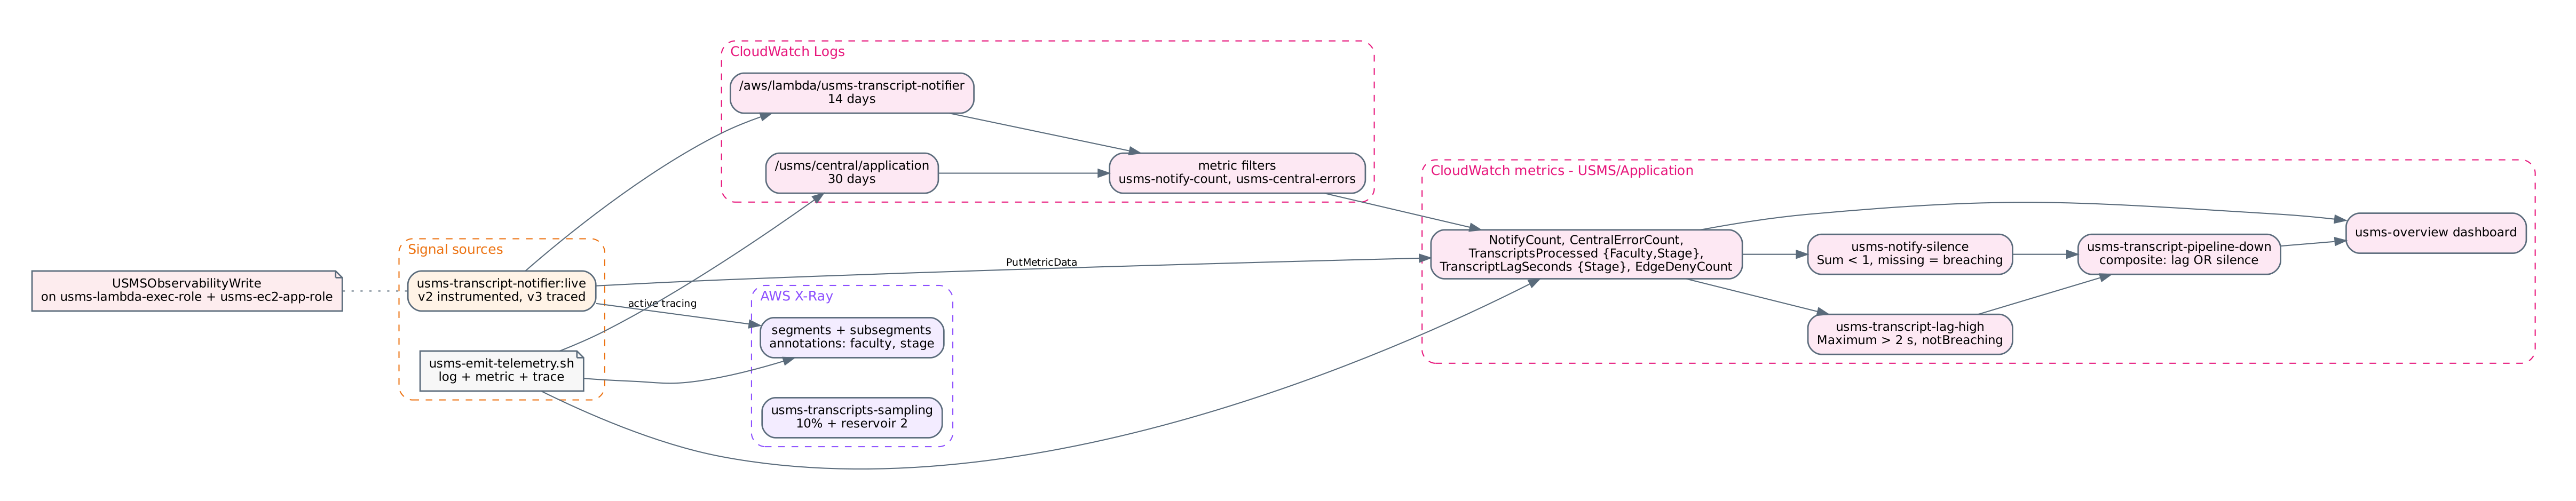 CloudWatch Logs
/aws/lambda/usms-transcript-notifier
14 days
/usms/central/application
30 days
metric filters
usms-notify-count, usms-central-errors
CloudWatch metrics - USMS/Application
NotifyCount, CentralErrorCount,
TranscriptsProcessed {Faculty,Stage},
TranscriptLagSeconds {Stage}, EdgeDenyCount
usms-notify-silence
Sum < 1, missing = breaching
usms-transcript-pipeline-down
composite: lag OR silence
usms-overview dashboard
usms-transcript-lag-high
Maximum > 2 s, notBreaching
Signal sources
USMSObservabilityWrite
on usms-lambda-exec-role + usms-ec2-app-role
usms-transcript-notifier:live
v2 instrumented, v3 traced
PutMetricData
active tracing
usms-emit-telemetry.sh
log + metric + trace
AWS X-Ray
segments + subsegments
annotations: faculty, stage
usms-transcripts-sampling
10% + reservoir 2